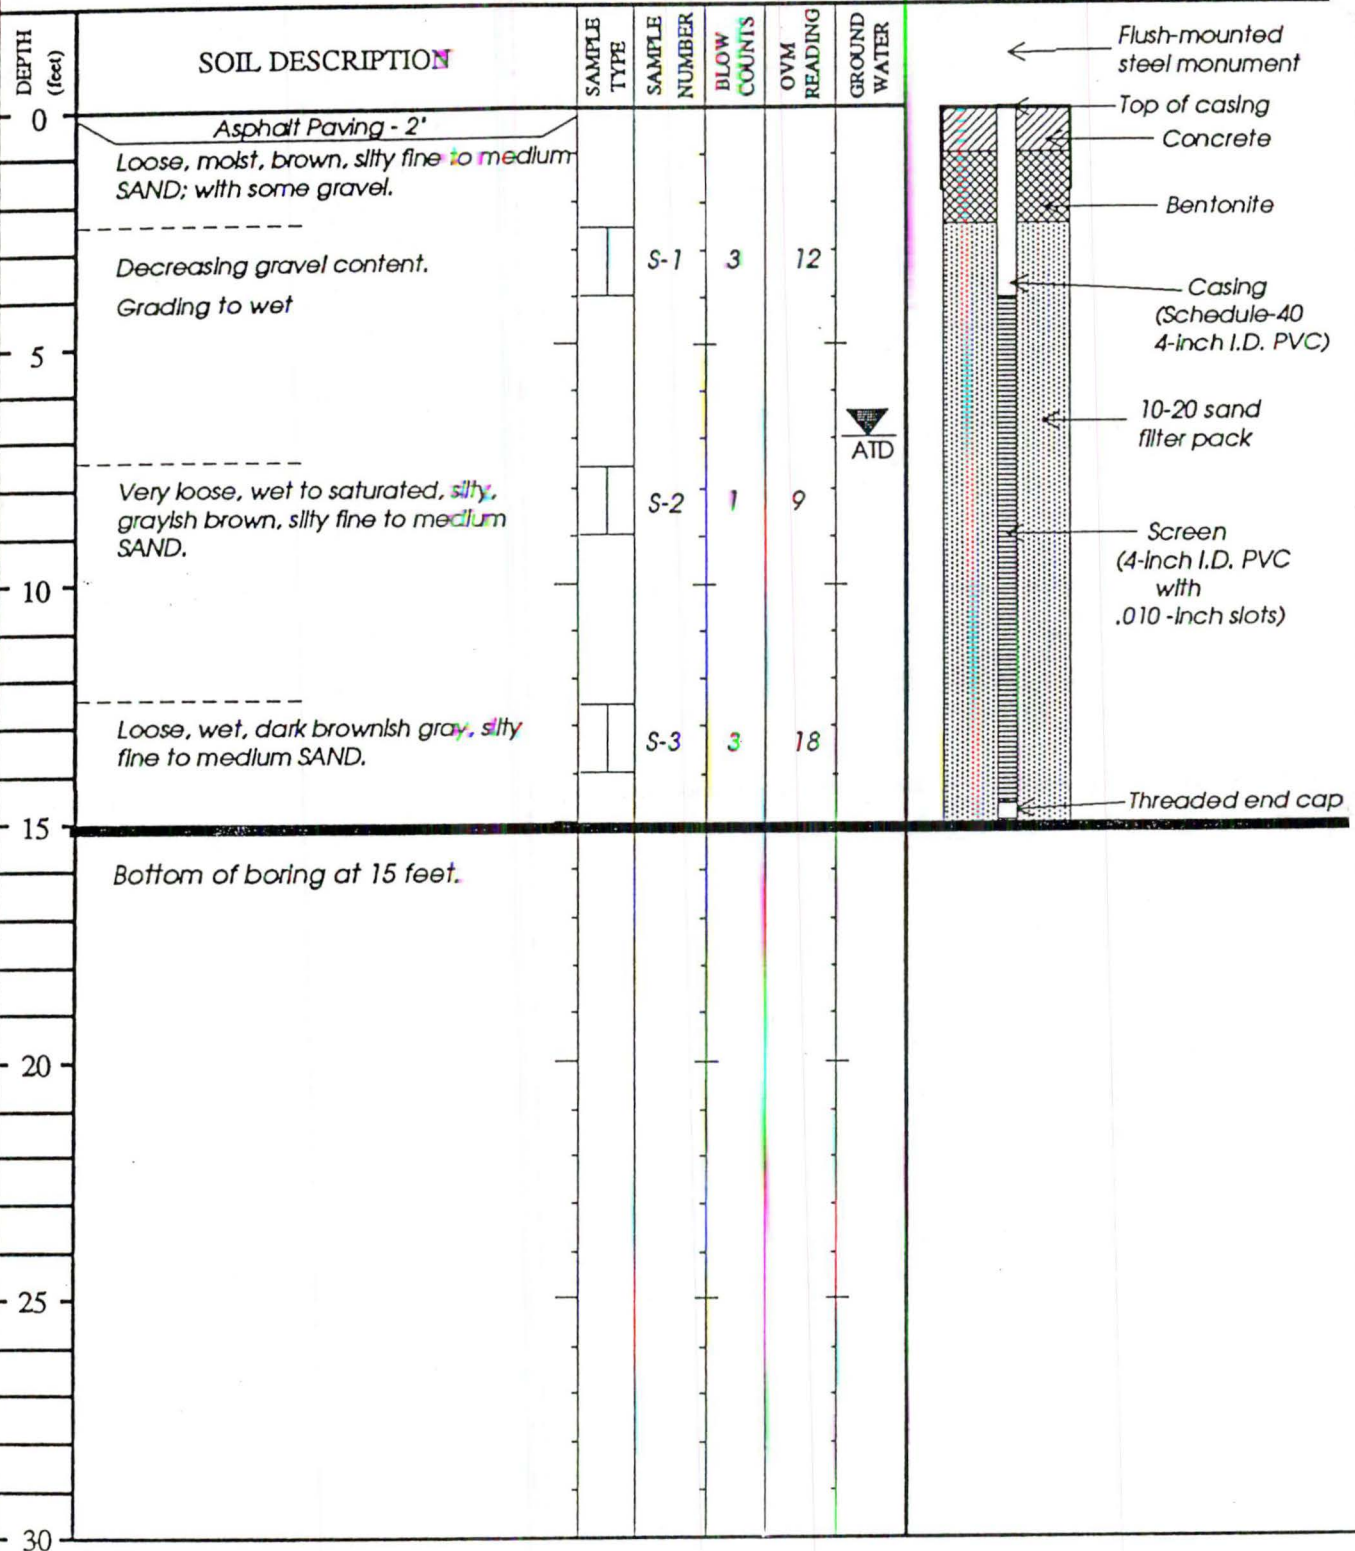 DEPTH
(feet)
SOIL DESCRIPTION
SAMPLE
TYPE
SAMPLE
NUMBER
BLOW
COUNTS
OVM
READING
GROUND
WATER
0
Asphalt Paving - 2'
Loose, moist, brown, silty fine to medium
SAND; with some gravel.
Decreasing gravel content.
S-1 3 12
Grading to wet
5
ATD
Very loose, wet to saturated, silty,
grayish brown, silty fine to medium
SAND.
S-2 1 9
10
Loose, wet, dark brownish gray, silty
fine to medium SAND.
S-3 3 18
15
Bottom of boring at 15 feet.
20
25
30
Flush-mounted
steel monument
Top of casing
Concrete
Bentonite
Casing
(Schedule-40
4-inch I.D. PVC)
10-20 sand
filter pack
Screen
(4-inch I.D. PVC
with
.010 -inch slots)
Threaded end cap